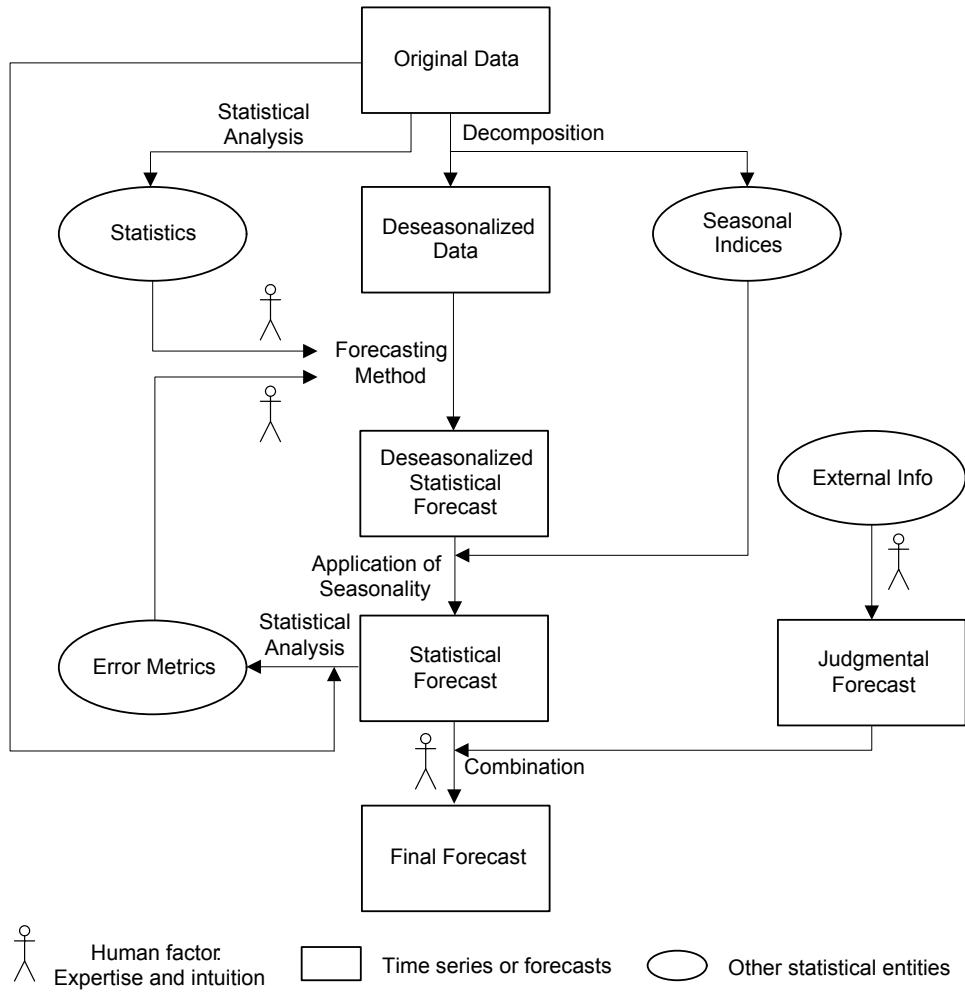 Original Data
Statistical
Analysis
Decomposition
Statistics
Deseasonalized
Data
Seasonal
Indices
Forecasting
Method
Deseasonalized
Statistical
Forecast
External Info
Application of
Seasonality
Statistical
Analysis
Error Metrics
Statistical
Forecast
Judgmental
Forecast
Combination
Final Forecast
Human factor:
Expertise and intuition
Time series or forecasts
Other statistical entities